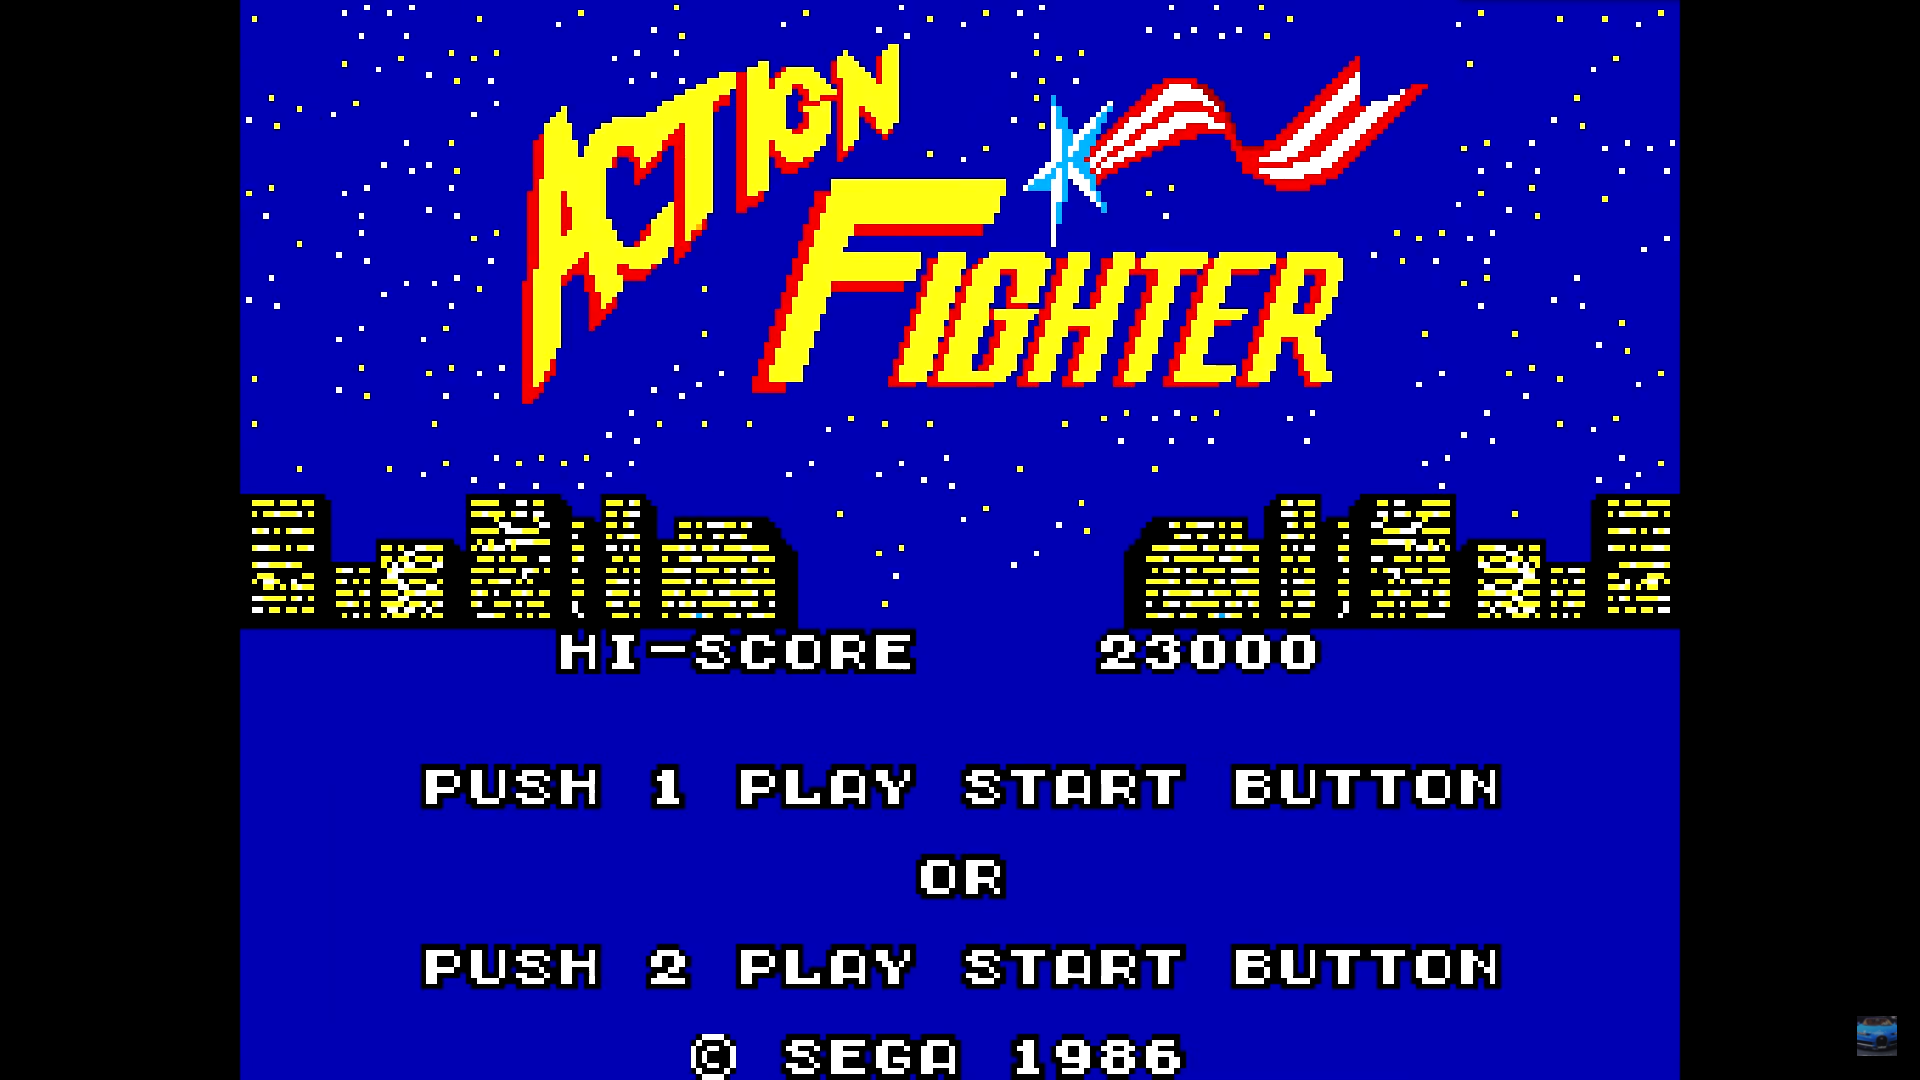 ACTION
FIGHTER
HI-SCORE 23000
PUSH 1 PLAY START BUTTON
OR
PUSH 2 PLAY START BUTTON
© SEGA 1986